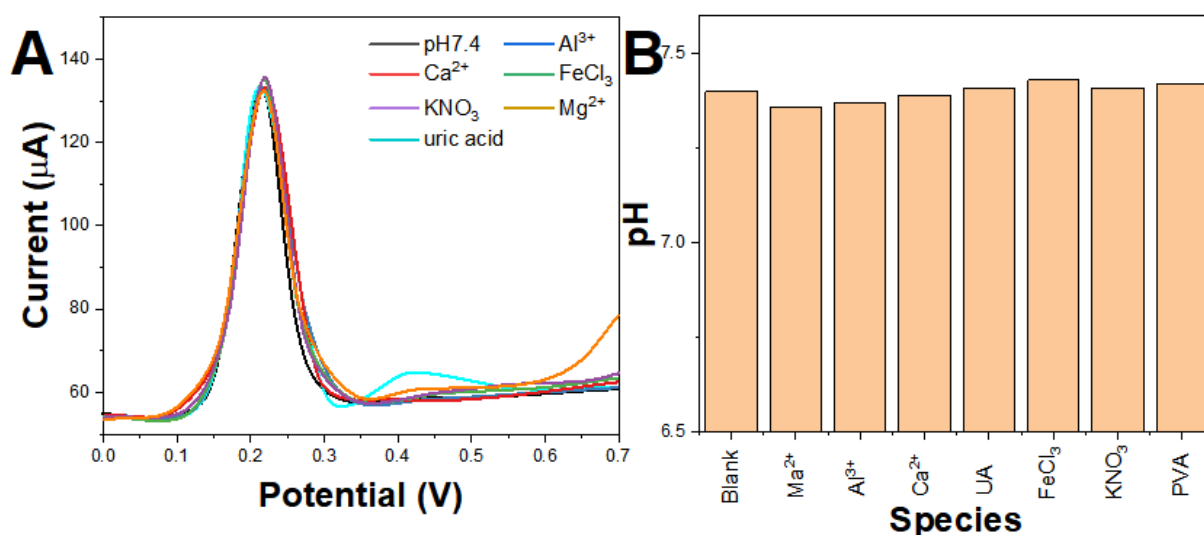 A
pH7.4 Al³⁺
Ca²⁺ FeCl₃
KNO₃ Mg²⁺
uric acid
Current (µA)
140
120
100
80
60
0.0 0.1 0.2 0.3 0.4 0.5 0.6 0.7
Potential (V)
B
pH
7.5
7.0
6.5
Blank Ma²⁺ Al³⁺ Ca²⁺ UA FeCl₃ KNO₃ PVA
Species